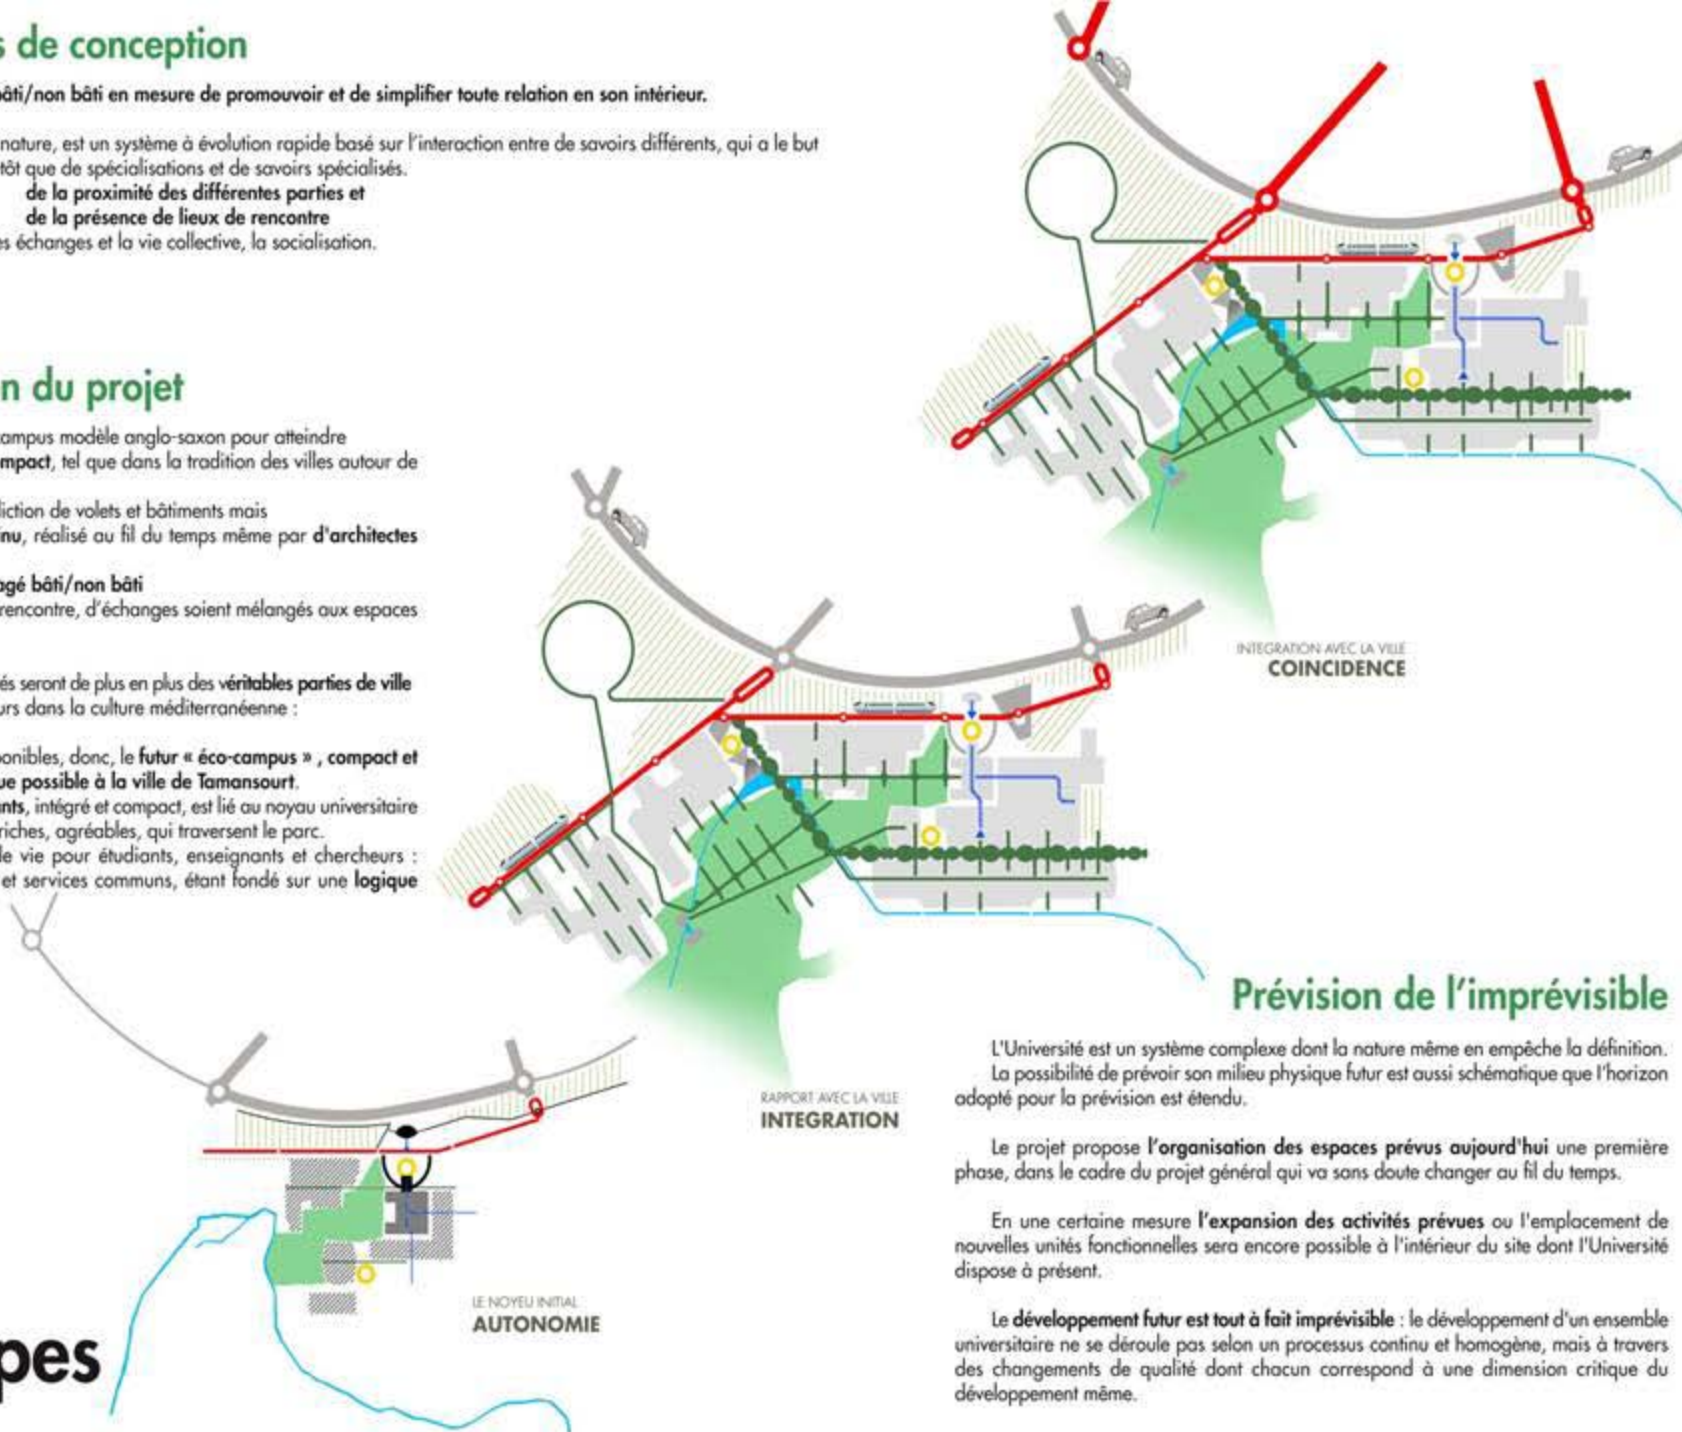 s de conception
bâti/non bâti en mesure de promouvoir et de simplifier toute relation en son intérieur.
nature, est un système à évolution rapide basé sur l'interaction entre de savoirs différents, qui a le but
tôt que de spécialisations et de savoirs spécialisés.
de la proximité des différentes parties et
de la présence de lieux de rencontre
es échanges et la vie collective, la socialisation.
n du projet
campus modèle anglo-saxon pour atteindre
mpact, tel que dans la tradition des villes autour de
diction de volets et bâtiments mais
inu, réalisé au fil du temps même par d'architectes
agé bâti/non bâti
rencontre, d'échanges soient mélangés aux espaces
és seront de plus en plus des véritables parties de ville
urs dans la culture méditerranéenne :
ponibles, donc, le futur « éco-campus » , compact et
ue possible à la ville de Tamansourt.
ants, intégré et compact, est lié au noyau universitaire
riches, agréables, qui traversent le parc.
de vie pour étudiants, enseignants et chercheurs :
et services communs, étant fondé sur une logique
INTEGRATION AVEC LA VILLE
COINCIDENCE
RAPPORT AVEC LA VILLE
INTEGRATION
LE NOYEU INITIAL
AUTONOMIE
pes
Prévision de l'imprévisible
L'Université est un système complexe dont la nature même en empêche la définition.
La possibilité de prévoir son milieu physique futur est aussi schématique que l'horizon
adopté pour la prévision est étendu.
Le projet propose l'organisation des espaces prévus aujourd'hui une première
phase, dans le cadre du projet général qui va sans doute changer au fil du temps.
En une certaine mesure l'expansion des activités prévues ou l'emplacement de
nouvelles unités fonctionnelles sera encore possible à l'intérieur du site dont l'Université
dispose à présent.
Le développement futur est tout à fait imprévisible : le développement d'un ensemble
universitaire ne se déroule pas selon un processus continu et homogène, mais à travers
des changements de qualité dont chacun correspond à une dimension critique du
développement même.